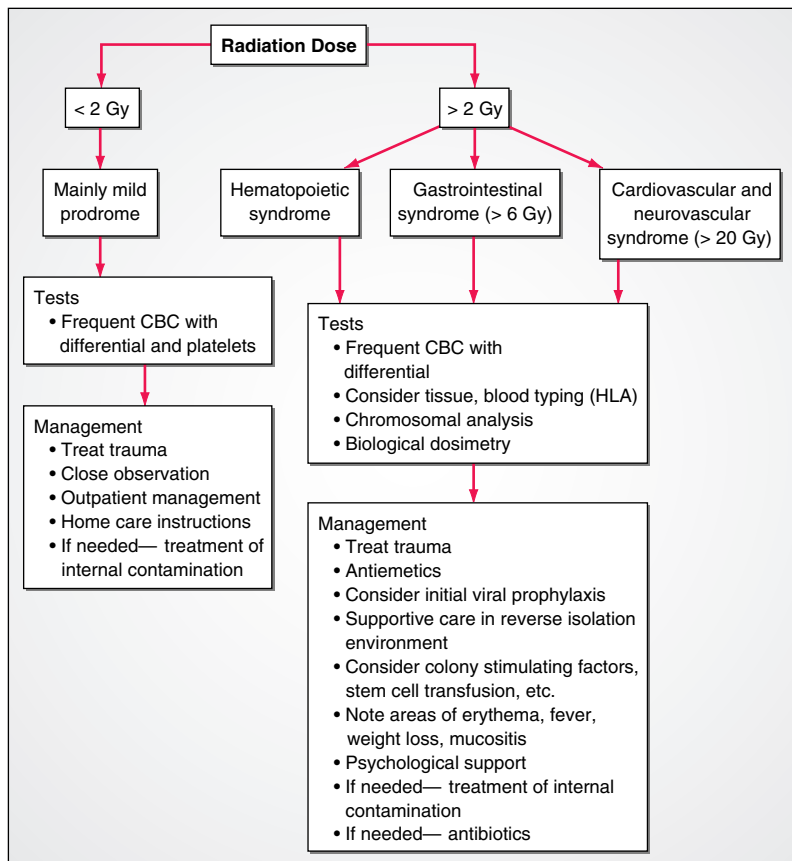 Radiation Dose
< 2 Gy
> 2 Gy
Mainly mild
prodrome
Hematopoietic
syndrome
Gastrointestinal
syndrome (> 6 Gy)
Cardiovascular and
neurovascular
syndrome (> 20 Gy)
Tests
• Frequent CBC with
differential and platelets
Management
• Treat trauma
• Close observation
• Outpatient management
• Home care instructions
• If needed— treatment of
internal contamination
Tests
• Frequent CBC with
differential
• Consider tissue, blood typing (HLA)
• Chromosomal analysis
• Biological dosimetry
Management
• Treat trauma
• Antiemetics
• Consider initial viral prophylaxis
• Supportive care in reverse isolation
environment
• Consider colony stimulating factors,
stem cell transfusion, etc.
• Note areas of erythema, fever,
weight loss, mucositis
• Psychological support
• If needed— treatment of internal
contamination
• If needed— antibiotics